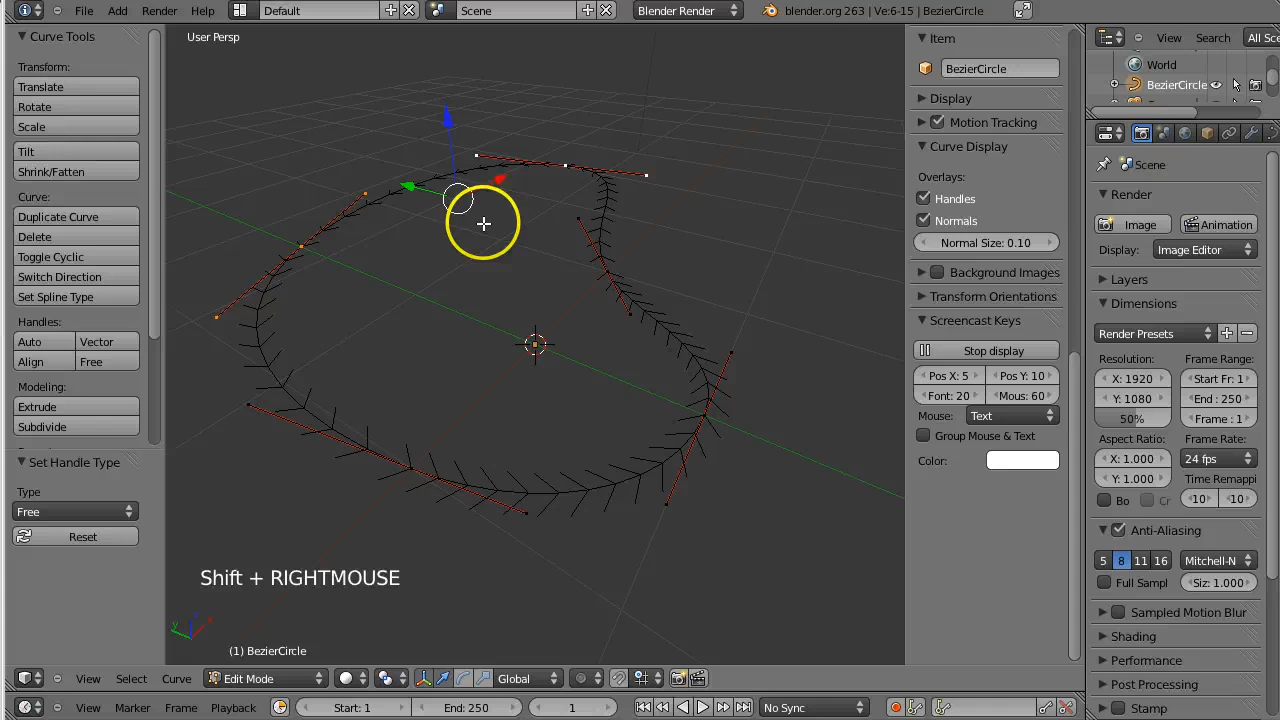 File Add Render Help Default Scene Blender Render blender.org 263 | Ve:6-15 | BezierCircle
Curve Tools
Transform:
Translate
Rotate
Scale
Tilt
Shrink/Fatten
Curve:
Duplicate Curve
Delete
Toggle Cyclic
Switch Direction
Set Spline Type
Handles:
Auto Vector
Align Free
Modeling:
Extrude
Subdivide
Set Handle Type
Type
Free
Reset
User Persp
Shift + RIGHTMOUSE
z
y x
(1) BezierCircle
View Select Curve Edit Mode Global
View Marker Frame Playback Start: 1 End: 250 1 No Sync
Item
BezierCircle
Display
Motion Tracking
Curve Display
Overlays:
Handles
Normals
Normal Size: 0.10
Background Images
Transform Orientations
Screencast Keys
Stop display
Pos X: 5 Pos Y: 10
Font: 20 Mous: 60
Mouse: Text
Group Mouse & Text
Color:
View Search All Sce
World
BezierCircle
Scene
Render
Image Animation
Display: Image Editor
Layers
Dimensions
Render Presets
Resolution: Frame Range:
X: 1920 Start Fr: 1
Y: 1080 End : 250
50% Frame : 1
Aspect Ratio: Frame Rate:
X: 1.000 24 fps
Y: 1.000 Time Remappi
Bo Cr 10 10
Anti-Aliasing
5 8 11 16 Mitchell-N
Full Sampl Siz: 1.000
Sampled Motion Blur
Shading
Performance
Post Processing
Stamp